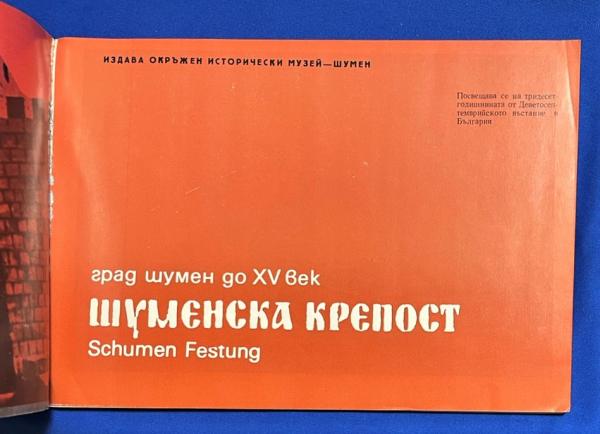 ИЗДАВА ОКРЪЖЕН ИСТОРИЧЕСКИ МУЗЕЙ—ШУМЕН
Посвещава се на тридесет-
годишнината от Девотосеп-
темврийското въстание в
България
град шумен до XV век
ШУМЕНСКА КРЕПОСТ
Schumen Festung